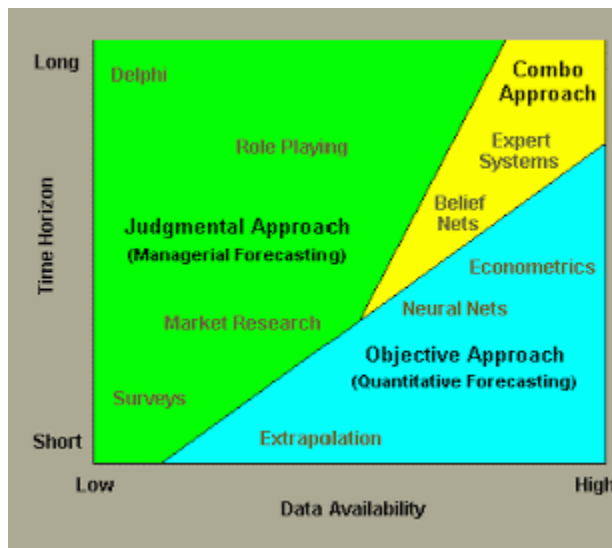 Long
Delphi
Combo
Approach
Role Playing
Expert
Systems
Belief
Nets
Judgmental Approach
(Managerial Forecasting)
Time Horizon
Econometrics
Neural Nets
Market Research
Objective Approach
(Quantitative Forecasting)
Surveys
Extrapolation
Short
Low
High
Data Availability